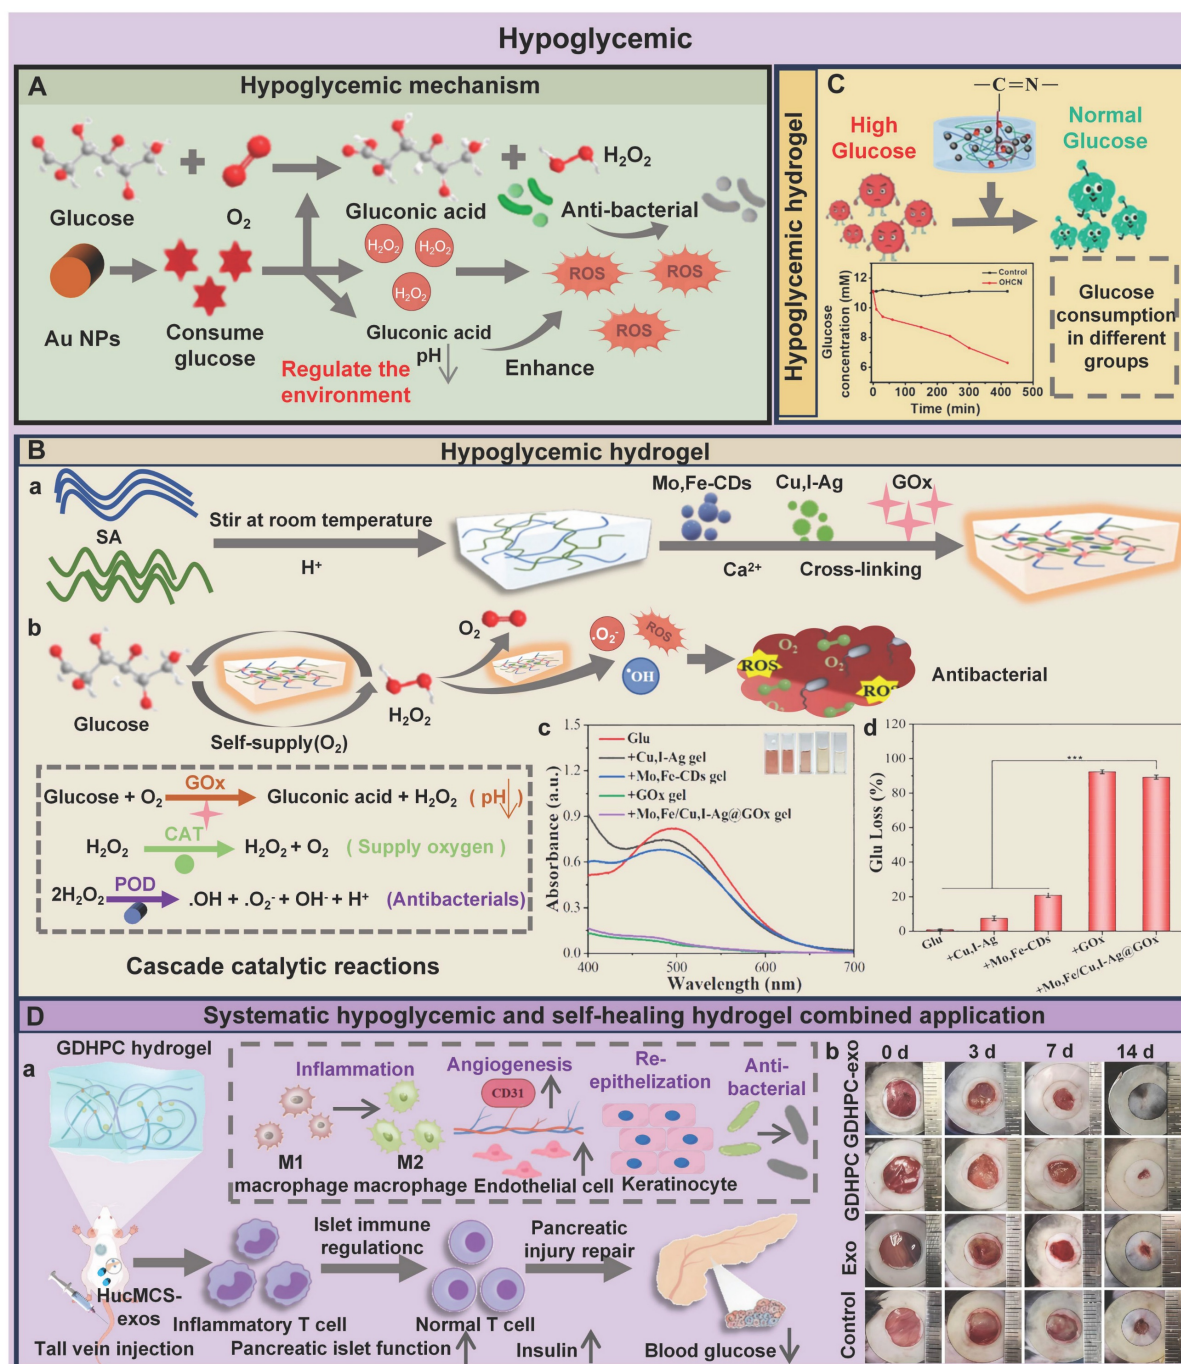 Hypoglycemic
A
Hypoglycemic mechanism
Glucose
O₂
Gluconic acid
H₂O₂
Anti-bacterial
H₂O₂
H₂O₂
H₂O₂
ROS
ROS
ROS
Au NPs
Consume
glucose
Gluconic acid
pH
Enhance
Regulate the
environment
Hypoglycemic hydrogel
C
—C=N—
High
Glucose
Normal
Glucose
Control
OHCN
Glucose
concentration (mM)
12
10
8
6
0
100
200
300
400
500
Time (min)
Glucose
consumption
in different
groups
B
Hypoglycemic hydrogel
a
SA
Stir at room temperature
H⁺
Mo,Fe-CDs
Cu,I-Ag
GOx
Ca²⁺
Cross-linking
b
Glucose
Self-supply(O₂)
H₂O₂
O₂
.O₂⁻
ROS
•OH
ROS
O₂
O₂
O₂
ROS
Antibacterial
Glucose + O₂ GOx Gluconic acid + H₂O₂ ( pH )
H₂O₂ CAT H₂O₂ + O₂ ( Supply oxygen )
2H₂O₂ POD .OH + .O₂⁻ + OH⁻ + H⁺ (Antibacterials)
Cascade catalytic reactions
c
Glu
+Cu,I-Ag gel
+Mo,Fe-CDs gel
+GOx gel
+Mo,Fe/Cu,I-Ag@GOx gel
Absorbance (a.u.)
1.5
1.2
0.9
0.6
0.3
0.0
400
500
600
700
Wavelength (nm)
d
***
Glu Loss (%)
120
100
80
60
40
20
0
Glu
+Cu,I-Ag
+Mo,Fe-CDs
+GOx
+Mo,Fe/Cu,I-Ag@GOx
D
Systematic hypoglycemic and self-healing hydrogel combined application
a
GDHPC hydrogel
Inflammation
M1
macrophage
M2
macrophage
Angiogenesis
CD31
Endothelial cell
Re-
epithelization
Keratinocyte
Anti-
bacterial
HucMCS-
exos
Tall vein injection
Inflammatory T cell
Islet immune
regulationc
Normal T cell
Pancreatic injury repair
Pancreatic islet function
Insulin
Blood glucose
b
0 d
3 d
7 d
14 d
GDHPC-exo
GDHPC
Exo
Control